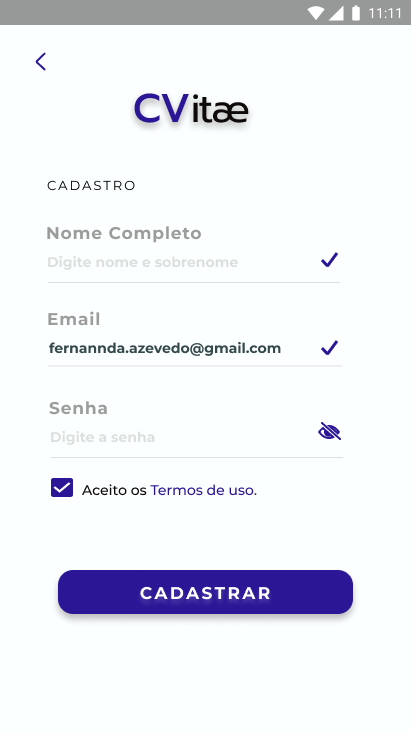 11:11
CVitæ
CADASTRO
Nome Completo
Digite nome e sobrenome
Email
fernannda.azevedo@gmail.com
Senha
Digite a senha
Aceito os Termos de uso.
CADASTRAR